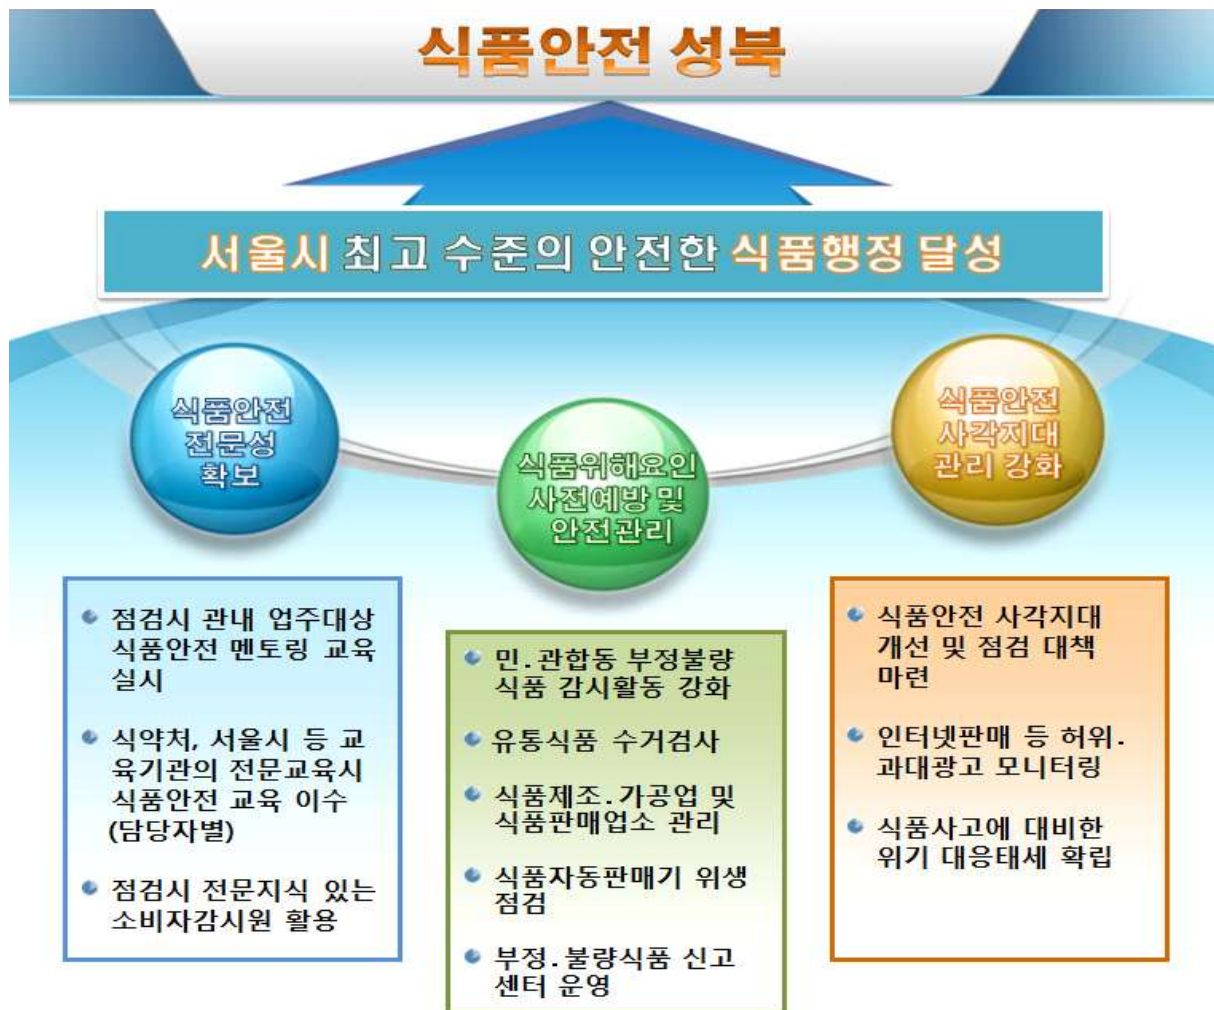 식품안전 성북
서울시 최고 수준의 안전한 식품행정 달성
식품안전
전문성
확보
점검시 관내 업주대상
식품안전 멘토링 교육
실시
식약처, 서울시 등 교
육기관의 전문교육시
식품안전 교육 이수
(담당자별)
점검시 전문지식 있는
소비자감시원 활용
식품위해요인
사전예방 및
안전관리
민.관합동 부정불량
식품 감시활동 강화
유통식품 수거검사
식품제조.가공업 및
식품판매업소 관리
식품자동판매기 위생
점검
부정.불량식품 신고
센터 운영
식품안전
사각지대
관리 강화
식품안전 사각지대
개선 및 점검 대책
마련
인터넷판매 등 허위.
과대광고 모니터링
식품사고에 대비한
위기 대응태세 확립